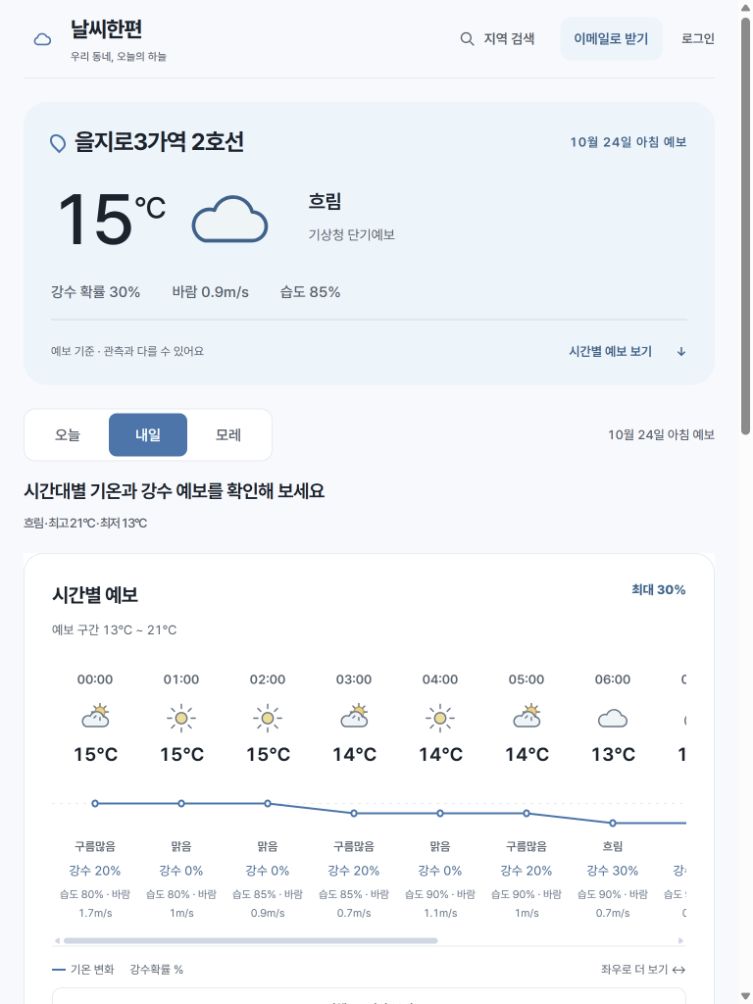 날씨한편
우리 동네, 오늘의 하늘
지역 검색
이메일로 받기
로그인
을지로3가역 2호선
10월 24일 아침 예보
15°C
흐림
기상청 단기예보
강수 확률 30% 바람 0.9m/s 습도 85%
예보 기준 · 관측과 다를 수 있어요
시간별 예보 보기 ↓
오늘 내일 모레
10월 24일 아침 예보
시간대별 기온과 강수 예보를 확인해 보세요
흐림·최고 21°C·최저 13°C
시간별 예보
최대 30%
예보 구간 13°C ~ 21°C
00:00 01:00 02:00 03:00 04:00 05:00 06:00
15°C 15°C 15°C 14°C 14°C 14°C 13°C
구름많음 맑음 맑음 구름많음 맑음 구름많음 흐림
강수 20% 강수 0% 강수 0% 강수 20% 강수 0% 강수 20% 강수 30%
습도 80% · 바람 습도 80% · 바람 습도 85% · 바람 습도 85% · 바람 습도 90% · 바람 습도 90% · 바람 습도 90% · 바람 습도
1.7m/s 1m/s 0.9m/s 0.7m/s 1.1m/s 1m/s 0.7m/s
기온 변화 강수확률 %
좌우로 더 보기 ↔